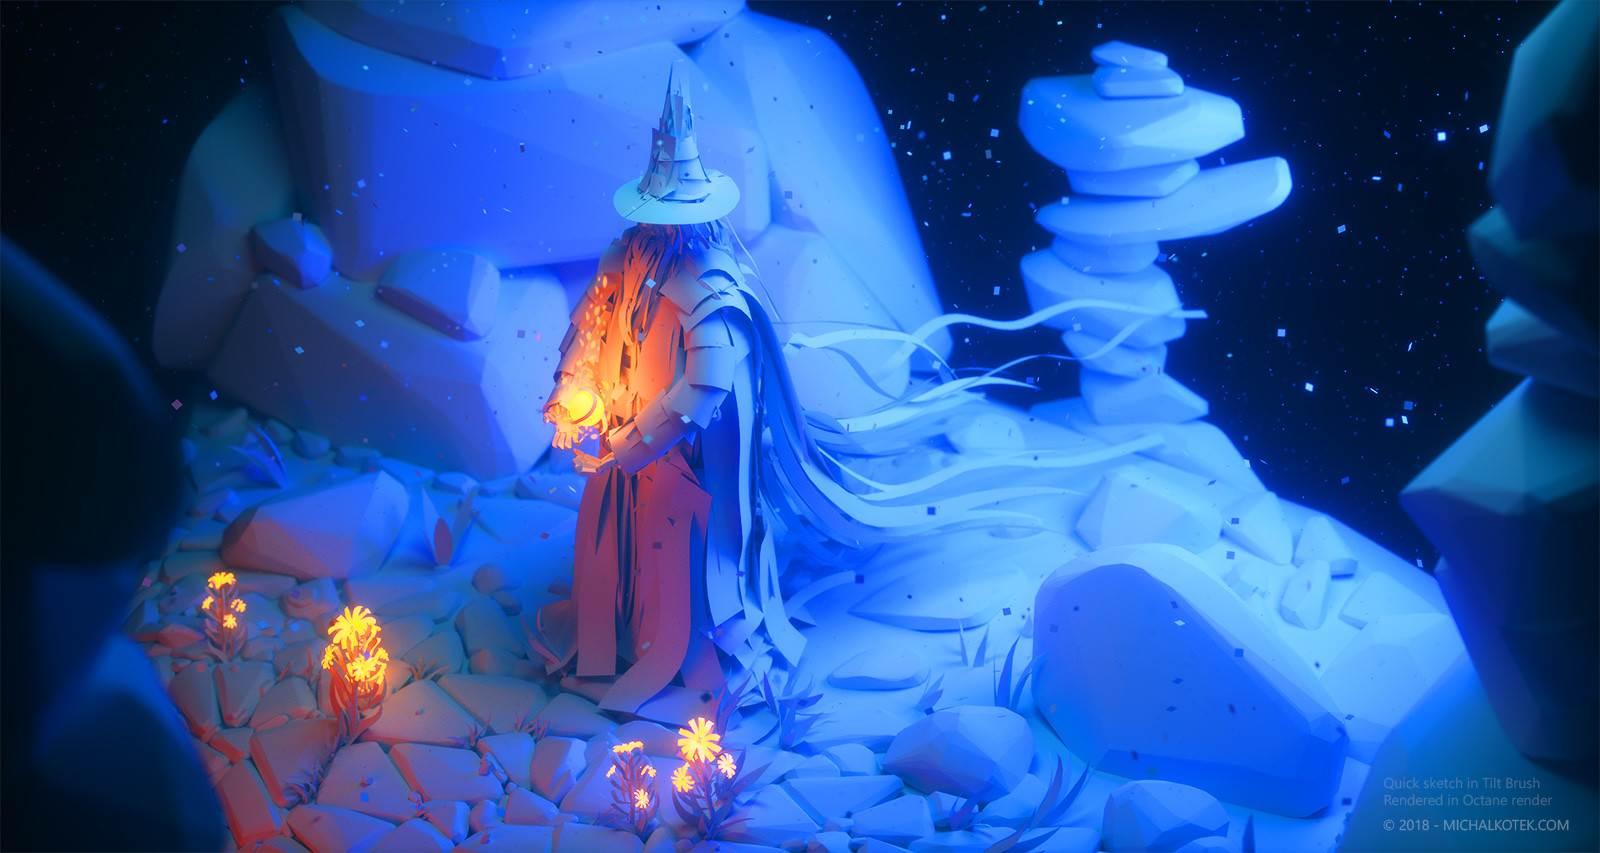 Quick sketch in Tilt Brush
Rendered in Octane render
© 2018 - MICHALKOTEK.COM